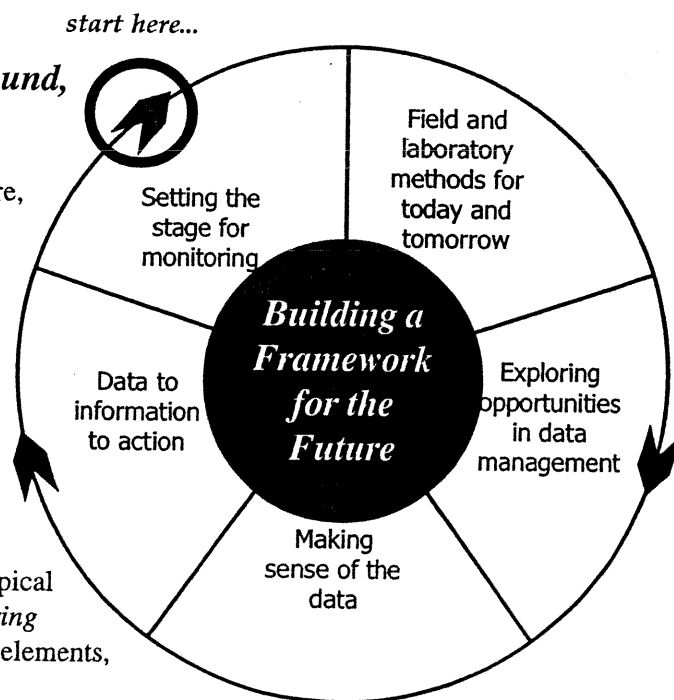 start here...
und,
re,
Setting the
stage for
monitoring
Field and
laboratory
methods for
today and
tomorrow
Building a
Framework
for the
Future
Exploring
opportunities
in data
management
Making
sense of the
data
Data to
information
to action
pical
ing
elements,